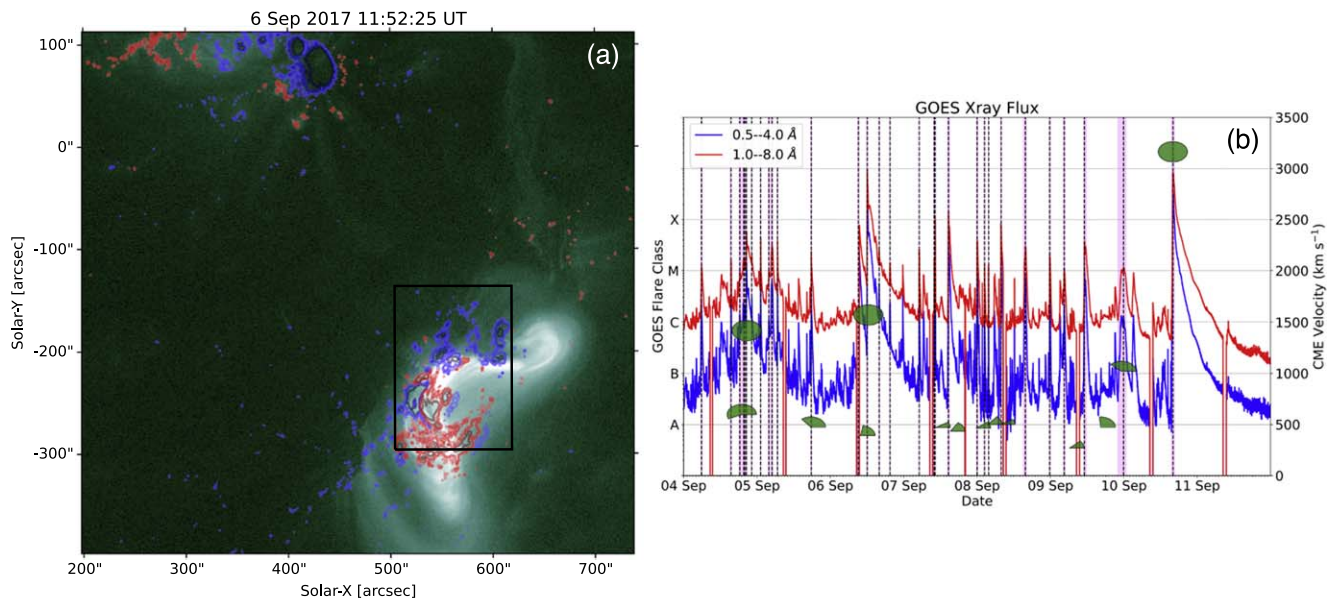 6 Sep 2017 11:52:25 UT
(a)
100"
0"
-100"
-200"
-300"
Solar-Y [arcsec]
200" 300" 400" 500" 600" 700"
Solar-X [arcsec]
GOES Xray Flux
(b)
0.5--4.0 Å
1.0--8.0 Å
X
M
C
B
A
GOES Flare Class
3500
3000
2500
2000
1500
1000
500
0
CME Velocity (km s⁻¹)
04 Sep 05 Sep 06 Sep 07 Sep 08 Sep 09 Sep 10 Sep 11 Sep
Date